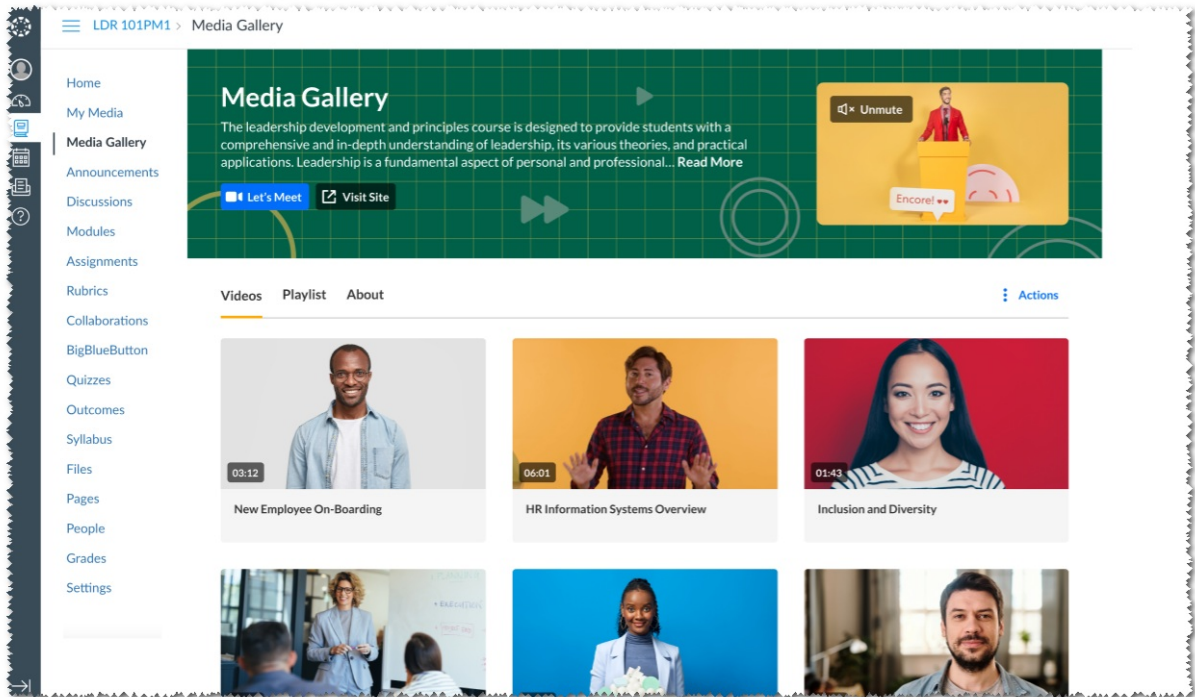 LDR 101PM1 > Media Gallery
Home
My Media
Media Gallery
Announcements
Discussions
Modules
Assignments
Rubrics
Collaborations
BigBlueButton
Quizzes
Outcomes
Syllabus
Files
Pages
People
Grades
Settings
Media Gallery
The leadership development and principles course is designed to provide students with a
comprehensive and in-depth understanding of leadership, its various theories, and practical
applications. Leadership is a fundamental aspect of personal and professional... Read More
Let's Meet
Visit Site
Unmute
Encore!
Videos Playlist About
Actions
03:12
New Employee On-Boarding
06:01
HR Information Systems Overview
01:43
Inclusion and Diversity